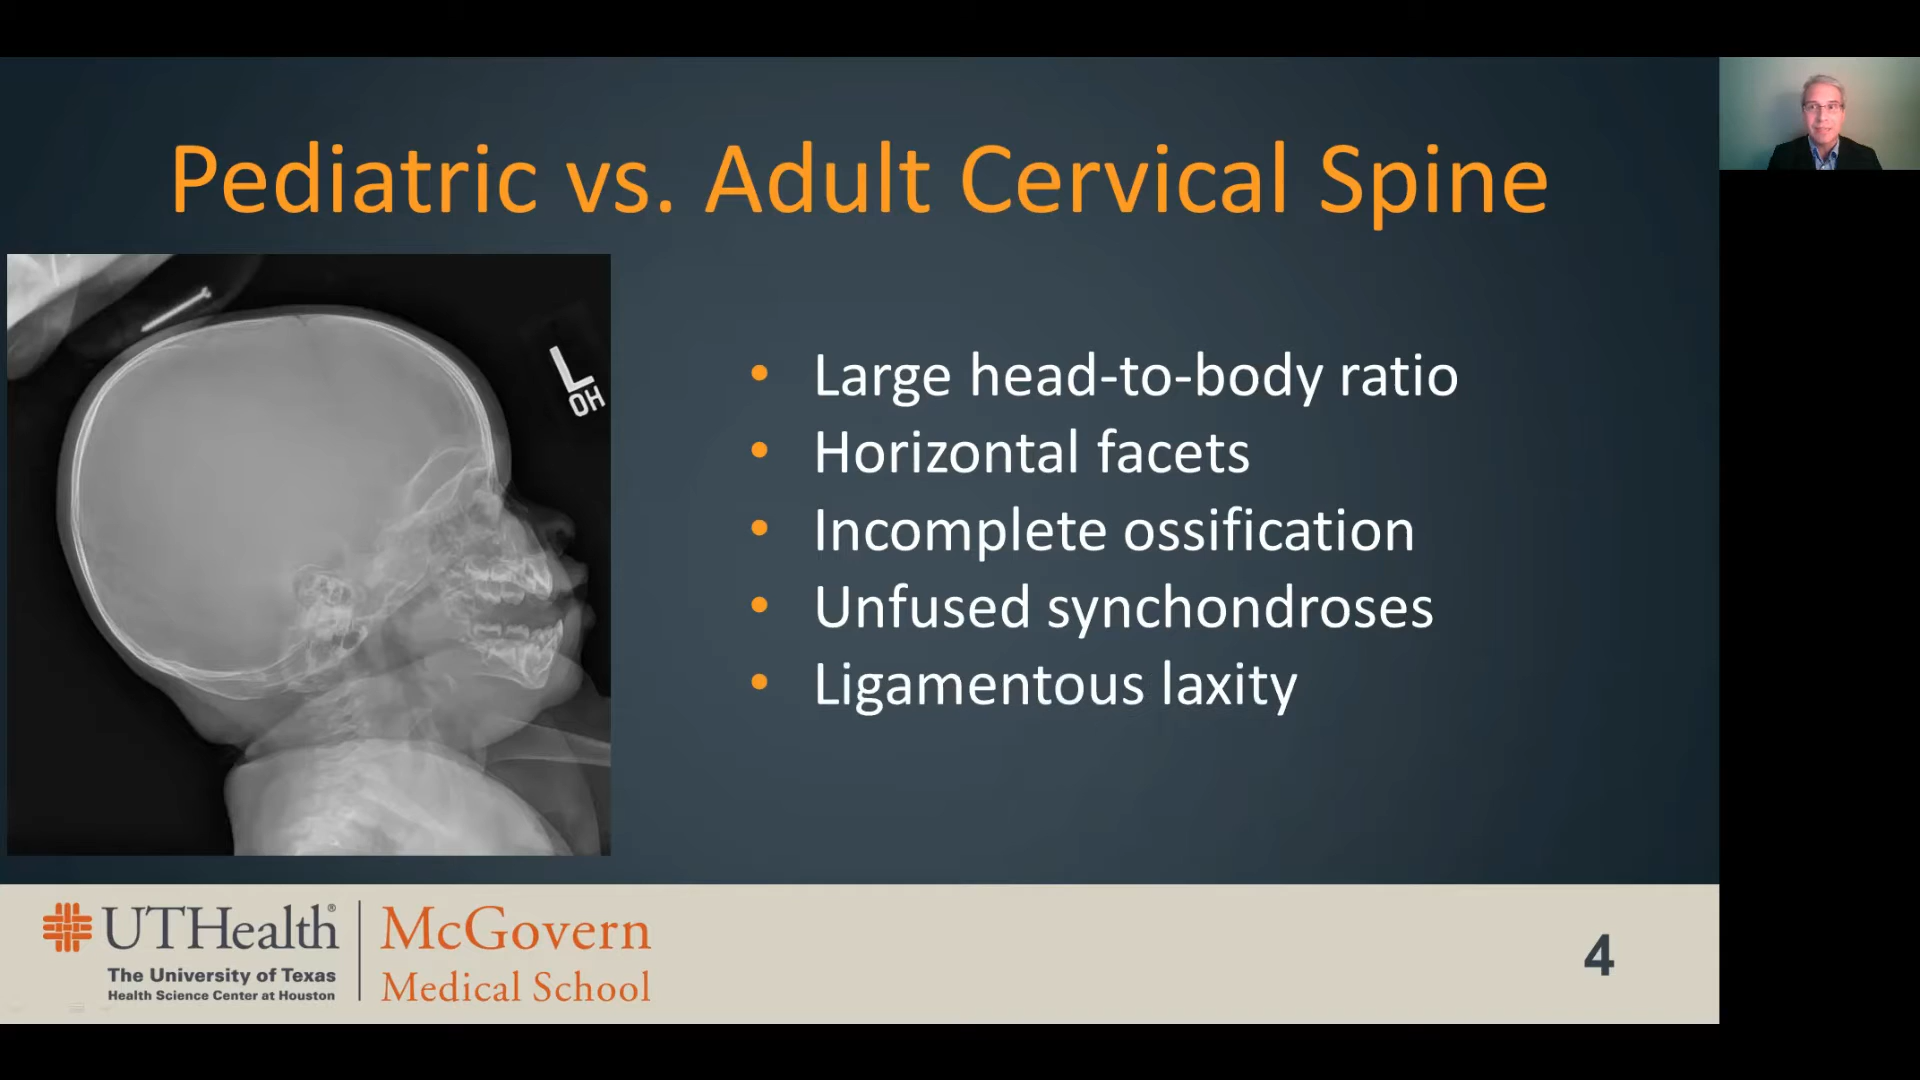 Pediatric vs. Adult Cervical Spine
L
OH
• Large head-to-body ratio
• Horizontal facets
• Incomplete ossification
• Unfused synchondroses
• Ligamentous laxity
UTHealth®
The University of Texas
Health Science Center at Houston
McGovern
Medical School
4